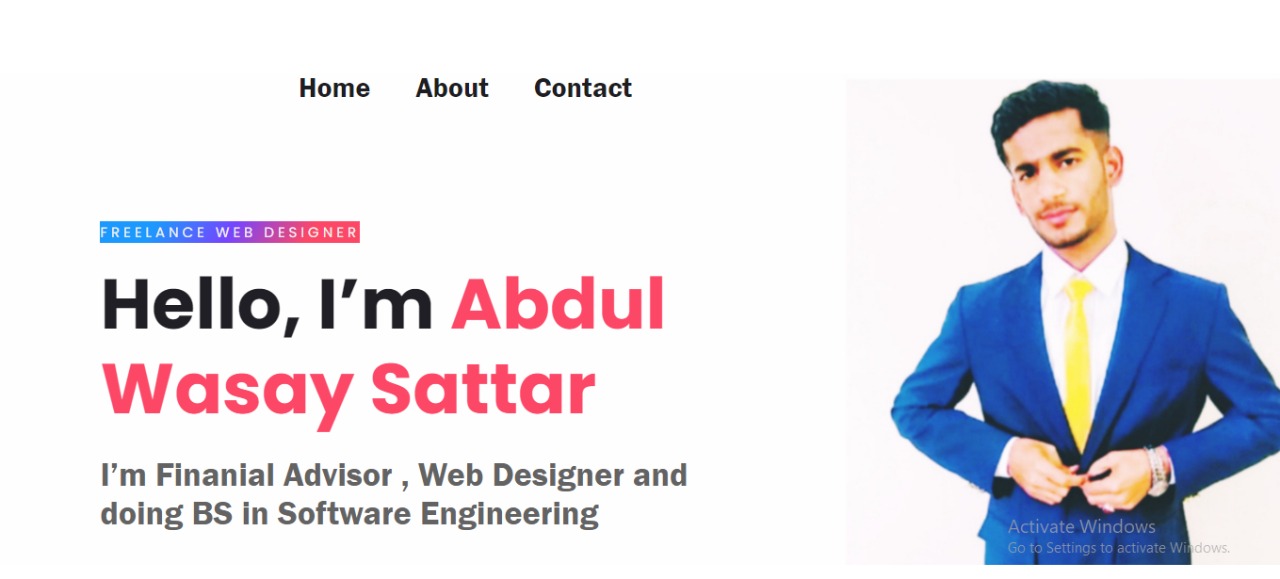 Home About Contact
FREELANCE WEB DESIGNER
Hello, I’m Abdul
Wasay Sattar
I’m Finanial Advisor , Web Designer and
doing BS in Software Engineering
Activate Windows
Go to Settings to activate Windows.